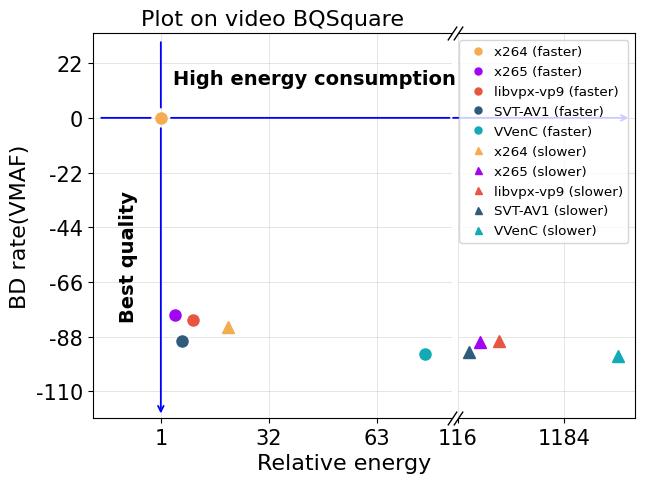 Plot on video BQSquare
High energy consumption
Best quality
BD rate(VMAF)
22
0
-22
-44
-66
-88
-110
x264 (faster)
x265 (faster)
libvpx-vp9 (faster)
SVT-AV1 (faster)
VVenC (faster)
x264 (slower)
x265 (slower)
libvpx-vp9 (slower)
SVT-AV1 (slower)
VVenC (slower)
1 32 63 116 1184
Relative energy